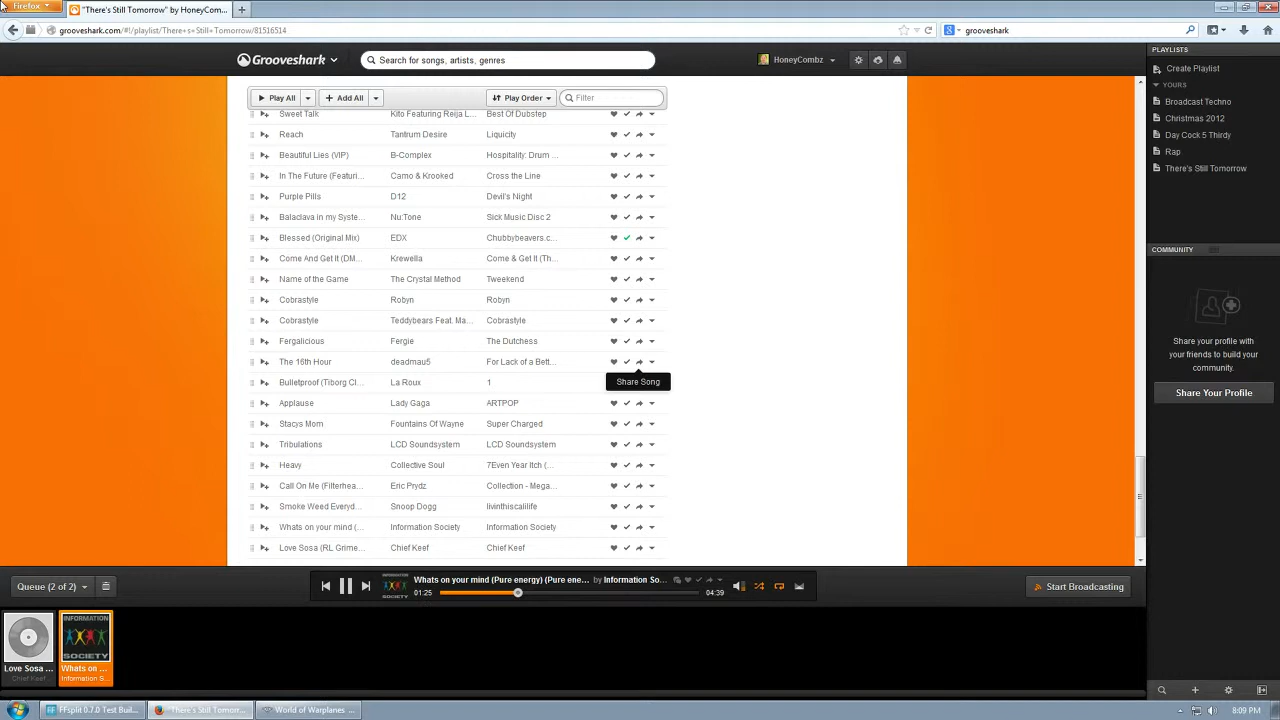 Firefox
"There's Still Tomorrow" by HoneyCom...
grooveshark.com/#!/playlist/There+s+Still+Tomorrow/81516514
grooveshark
Grooveshark
Search for songs, artists, genres
HoneyCombz
Play All
Add All
Play Order
Filter
Sweet Talk Kito Featuring Reija L... Best Of Dubstep
Reach Tantrum Desire Liquicity
Beautiful Lies (VIP) B-Complex Hospitality: Drum ...
In The Future (Featuri... Camo & Krooked Cross the Line
Purple Pills D12 Devil's Night
Balaclava in my Syste... Nu:Tone Sick Music Disc 2
Blessed (Original Mix) EDX Chubbybeavers.c...
Come And Get It (DM... Krewella Come & Get It (Th...
Name of the Game The Crystal Method Tweekend
Cobrastyle Robyn Robyn
Cobrastyle Teddybears Feat. Ma... Cobrastyle
Fergalicious Fergie The Dutchess
The 16th Hour deadmau5 For Lack of a Bett...
Bulletproof (Tiborg Cl... La Roux 1
Share Song
Applause Lady Gaga ARTPOP
Stacys Mom Fountains Of Wayne Super Charged
Tribulations LCD Soundsystem LCD Soundsystem
Heavy Collective Soul 7Even Year Itch (...
Call On Me (Filterhea... Eric Prydz Collection - Mega...
Smoke Weed Everyd... Snoop Dogg livinthiscalilife
Whats on your mind (... Information Society Information Society
Love Sosa (RL Grime... Chief Keef Chief Keef
PLAYLISTS
Create Playlist
YOURS
Broadcast Techno
Christmas 2012
Day Cock 5 Thirdy
Rap
There's Still Tomorrow
COMMUNITY
Share your profile
with your friends to build your
community.
Share Your Profile
Queue (2 of 2)
INFORMATION
SOCIETY
Whats on your mind (Pure energy) (Pure ene... by Information So...
01:25
04:39
Start Broadcasting
Love Sosa ...
Chief Keef...
INFORMATION
SOCIETY
Whats on ...
Information S...
FFsplit 0.7.0 Test Buil...
"There's Still Tomorr...
World of Warplanes ...
8:09 PM